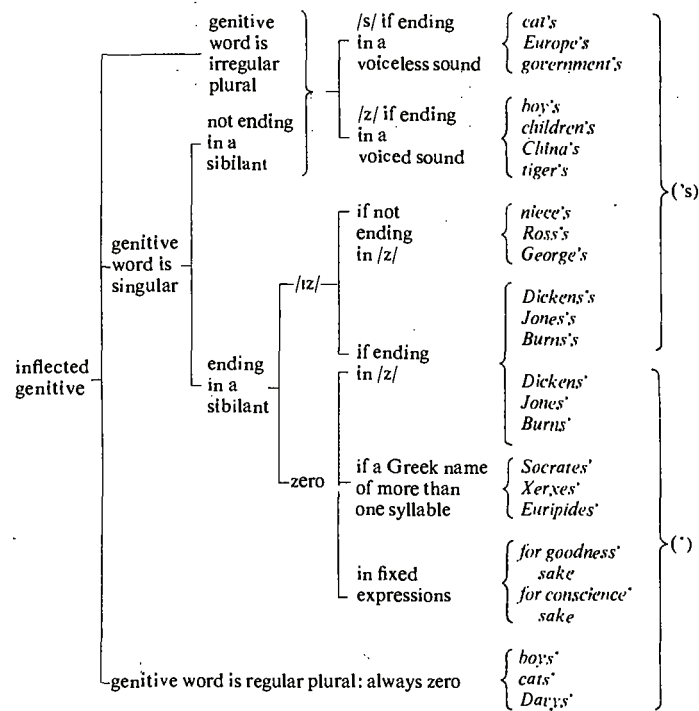 genitive
word is
irregular
plural
/s/ if ending
in a
voiceless sound
cat's
Europe's
government's
not ending
in a
sibilant
/z/ if ending
in a
voiced sound
boy's
children's
China's
tiger's
('s)
genitive
word is
singular
if not
ending
in /z/
niece's
Ross's
George's
/ɪz/
Dickens's
Jones's
Burns's
inflected
genitive
ending
in a
sibilant
if ending
in /z/
Dickens'
Jones'
Burns'
zero
if a Greek name
of more than
one syllable
Socrates'
Xerxes'
Euripides'
(')
in fixed
expressions
for goodness'
sake
for conscience'
sake
genitive word is regular plural: always zero
boys'
cats'
Darys'